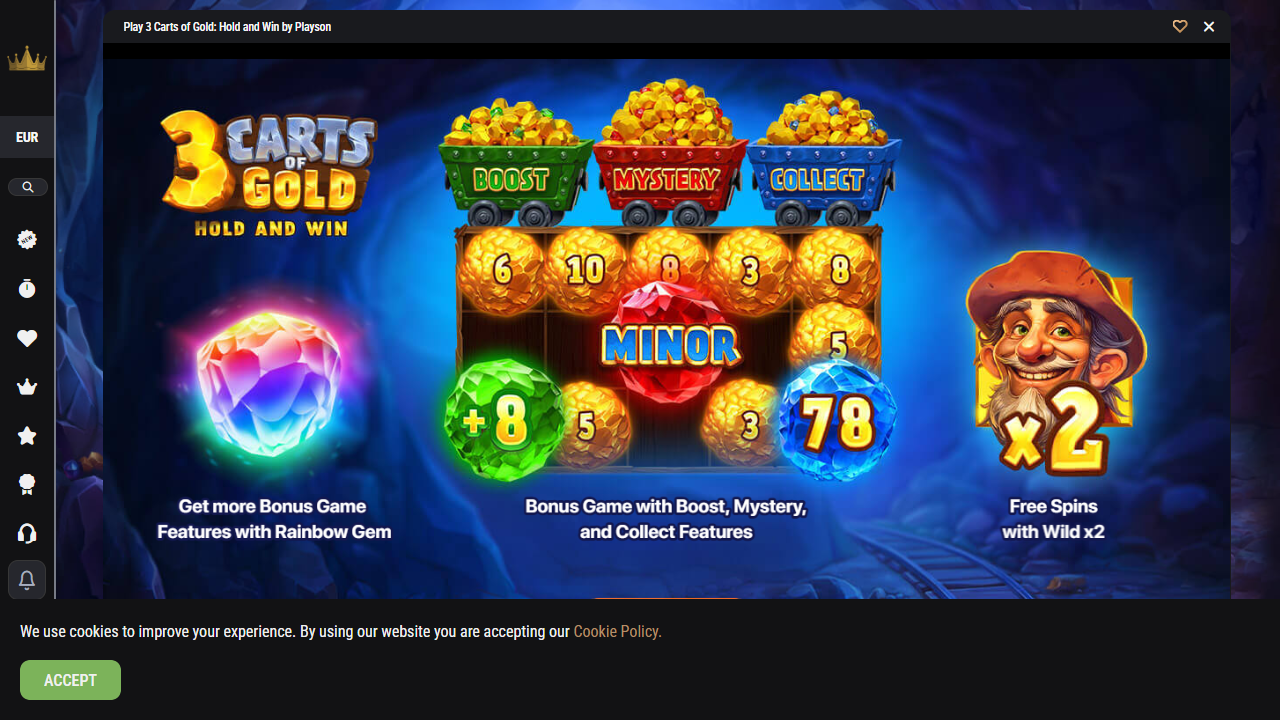 Play 3 Carts of Gold: Hold and Win by Playson
EUR
NEW
3 CARTS
OF
GOLD
HOLD AND WIN
BOOST
MYSTERY
COLLECT
6
10
8
3
8
MINOR
5
+8
5
3
78
x2
Get more Bonus Game
Features with Rainbow Gem
Bonus Game with Boost, Mystery,
and Collect Features
Free Spins
with Wild x2
We use cookies to improve your experience. By using our website you are accepting our Cookie Policy.
ACCEPT